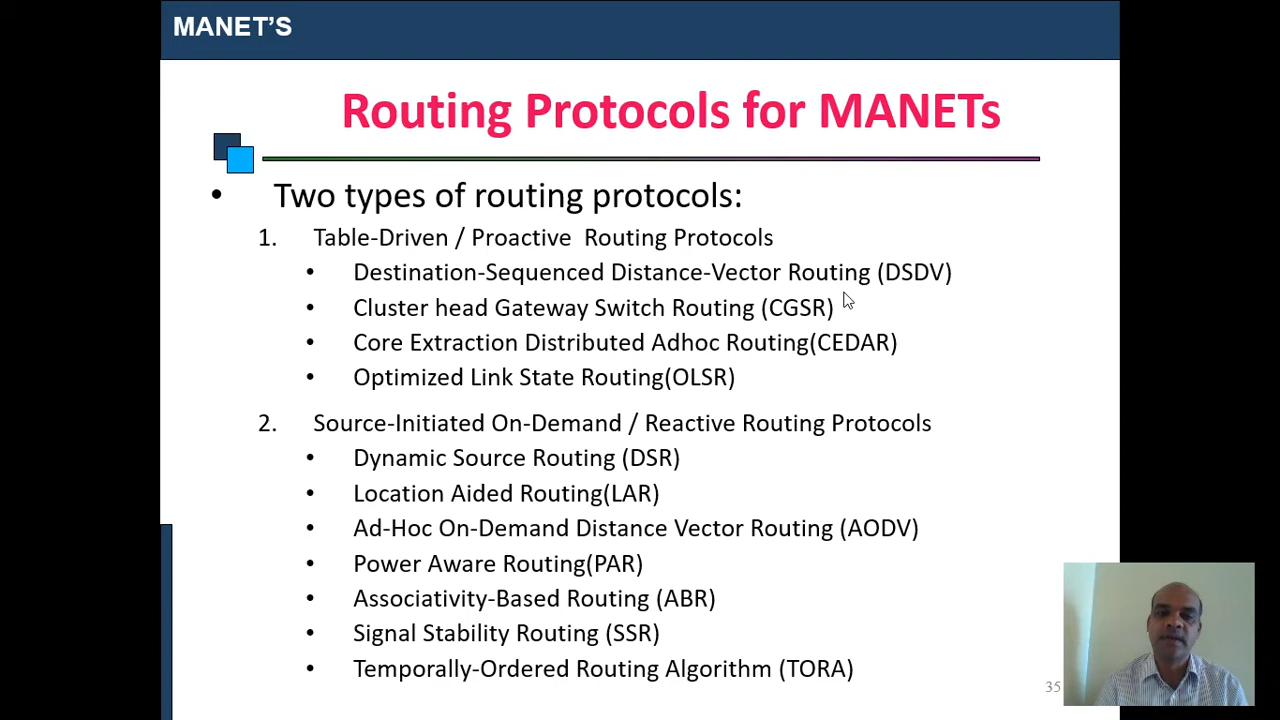 MANET'S
Routing Protocols for MANETs
• Two types of routing protocols:
1. Table-Driven / Proactive Routing Protocols
• Destination-Sequenced Distance-Vector Routing (DSDV)
• Cluster head Gateway Switch Routing (CGSR)
• Core Extraction Distributed Adhoc Routing(CEDAR)
• Optimized Link State Routing(OLSR)
2. Source-Initiated On-Demand / Reactive Routing Protocols
• Dynamic Source Routing (DSR)
• Location Aided Routing(LAR)
• Ad-Hoc On-Demand Distance Vector Routing (AODV)
• Power Aware Routing(PAR)
• Associativity-Based Routing (ABR)
• Signal Stability Routing (SSR)
• Temporally-Ordered Routing Algorithm (TORA)
35